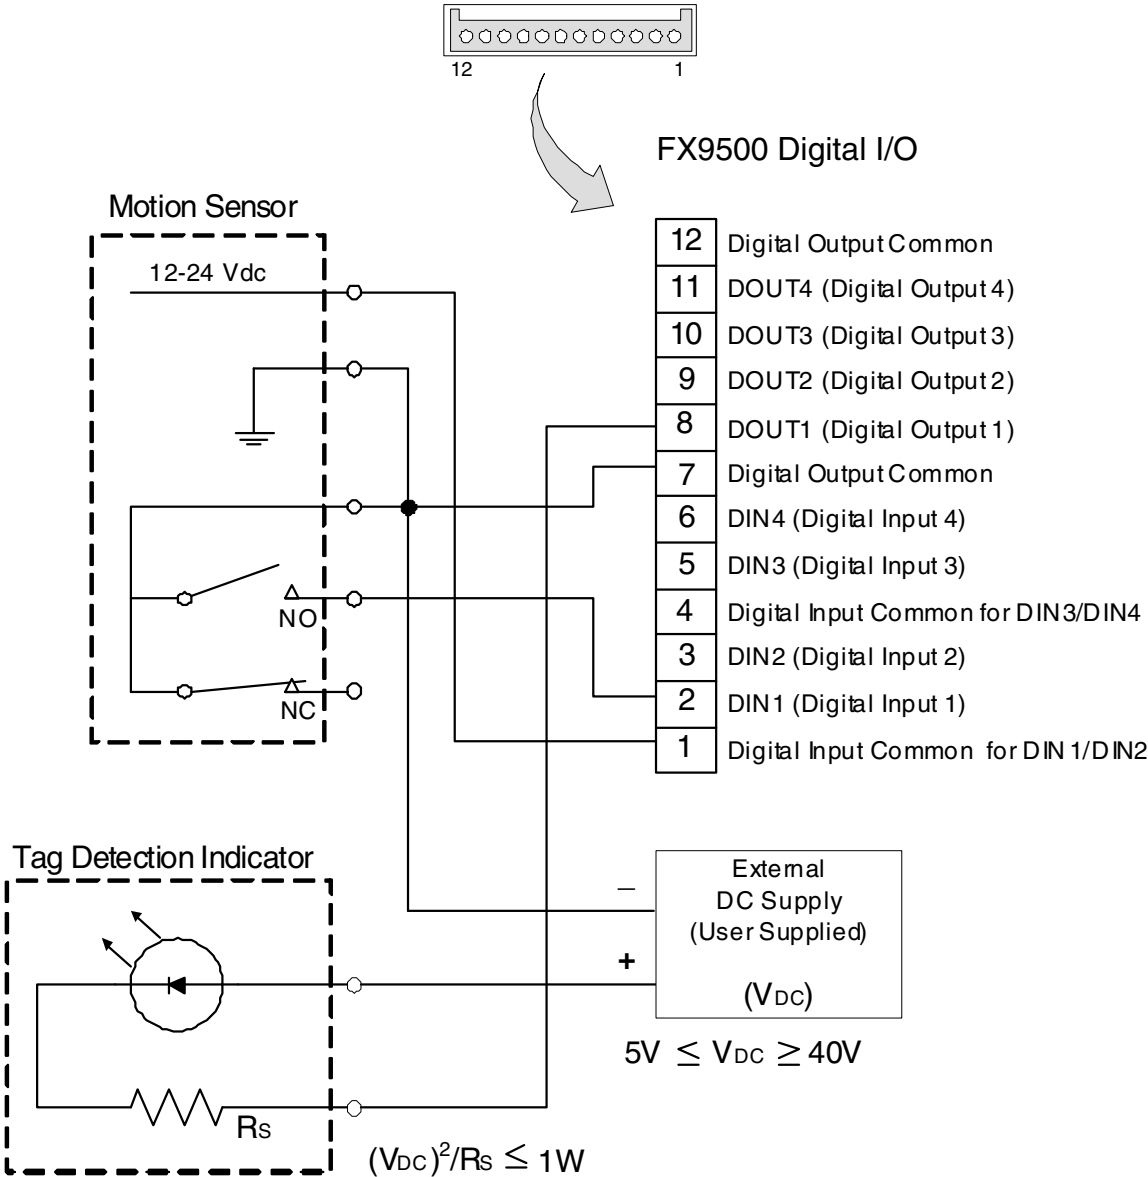 12 1
FX9500 Digital I/O
Motion Sensor
12-24 Vdc
NO
NC
12 Digital Output Common
11 DOUT4 (Digital Output 4)
10 DOUT3 (Digital Output 3)
9 DOUT2 (Digital Output 2)
8 DOUT1 (Digital Output 1)
7 Digital Output Common
6 DIN4 (Digital Input 4)
5 DIN3 (Digital Input 3)
4 Digital Input Common for DIN3/DIN4
3 DIN2 (Digital Input 2)
2 DIN1 (Digital Input 1)
1 Digital Input Common for DIN1/DIN2
Tag Detection Indicator
RS
(VDC)²/RS ≤ 1W
External
DC Supply
(User Supplied)
(VDC)
–
+
5V ≤ VDC ≥ 40V